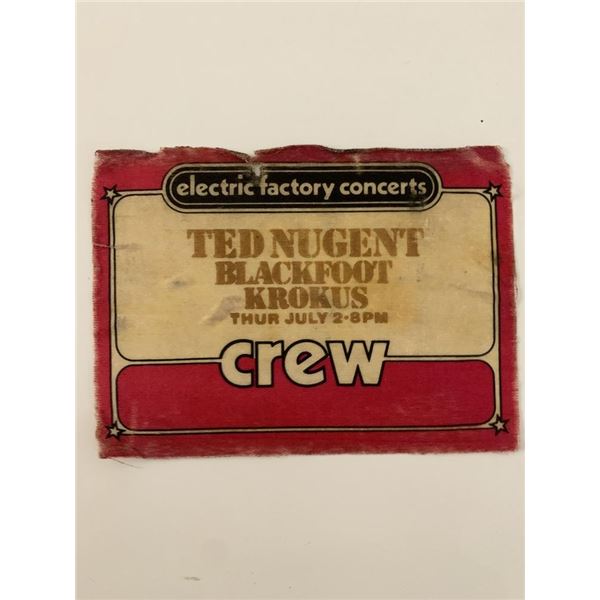 electric factory concerts
TED NUGENT
BLACKFOOT
KROKUS
THUR JULY 2·8PM
crew